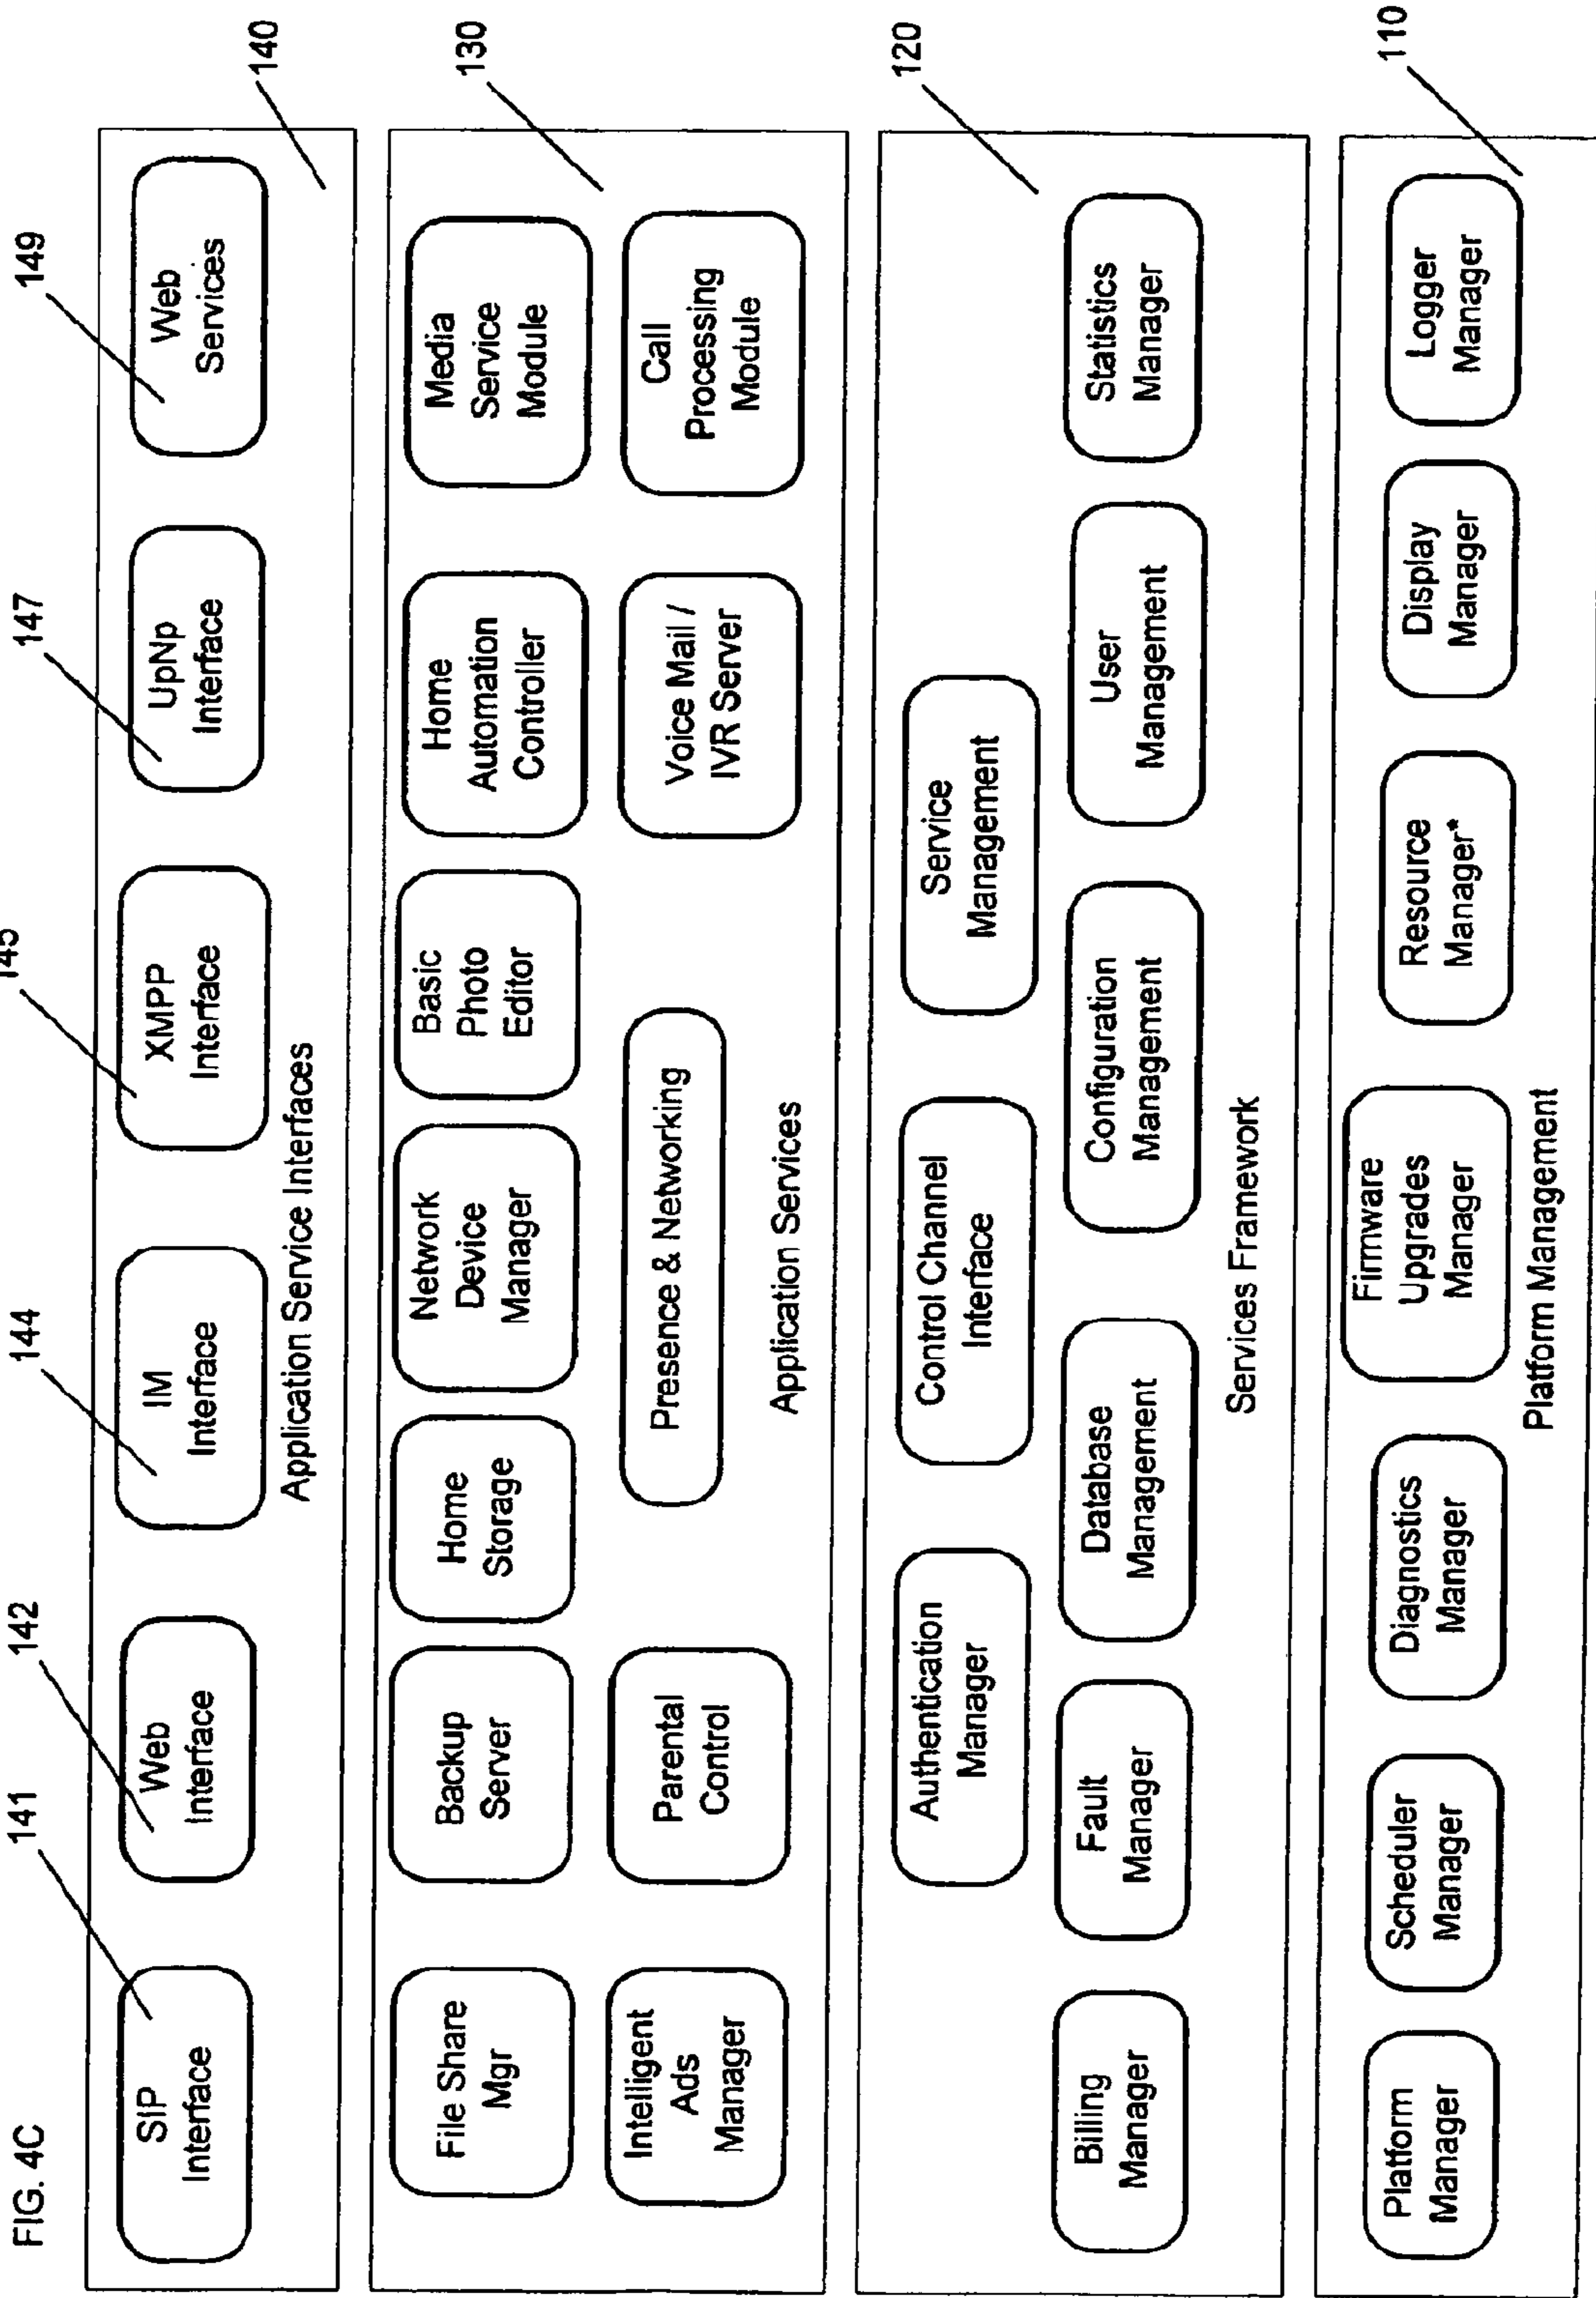 FIG. 4C
141
142
144
145
147
149
140
SIP
Interface
Web
Interface
IM
Interface
XMPP
Interface
UpNp
Interface
Web
Services
Application Service Interfaces
130
File Share
Mgr
Backup
Server
Home
Storage
Network
Device
Manager
Basic
Photo
Editor
Home
Automation
Controller
Media
Service
Module
Intelligent
Ads
Manager
Parental
Control
Presence & Networking
Voice Mail /
IVR Server
Call
Processing
Module
Application Services
120
Authentication
Manager
Control Channel
Interface
Service
Management
Billing
Manager
Fault
Manager
Database
Management
Configuration
Management
User
Management
Statistics
Manager
Services Framework
110
Platform
Manager
Scheduler
Manager
Diagnostics
Manager
Firmware
Upgrades
Manager
Resource
Manager*
Display
Manager
Logger
Manager
Platform Management